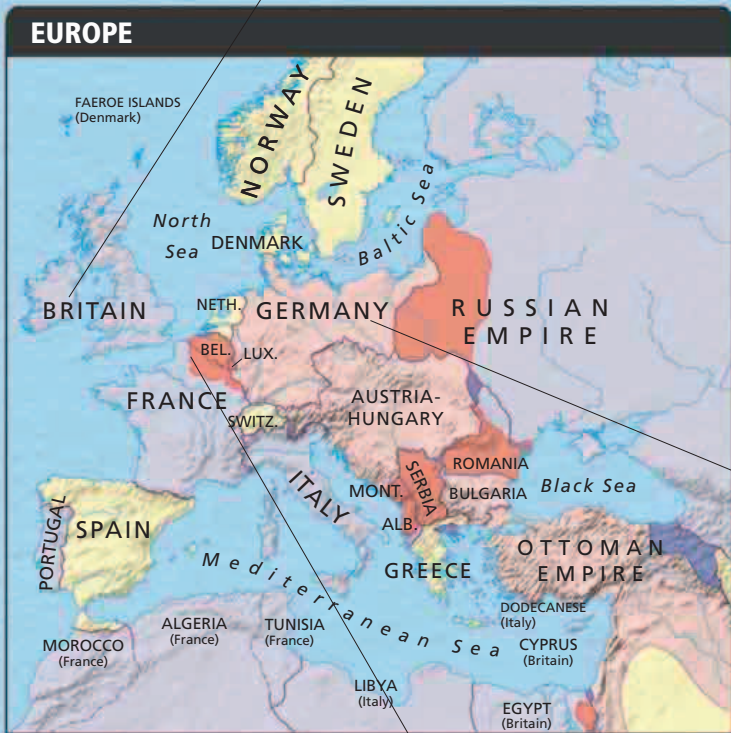 EUROPE
FAEROE ISLANDS
(Denmark)
NORWAY
SWEDEN
North
Sea
DENMARK
Baltic Sea
BRITAIN
NETH.
GERMANY
RUSSIAN
EMPIRE
BEL.
LUX.
FRANCE
AUSTRIA-
HUNGARY
SWITZ.
ROMANIA
SERBIA
MONT.
BULGARIA
Black Sea
ITALY
PORTUGAL
SPAIN
ALB.
OTTOMAN
EMPIRE
GREECE
Mediterranean Sea
DODECANESE
(Italy)
ALGERIA
(France)
TUNISIA
(France)
MOROCCO
(France)
CYPRUS
(Britain)
LIBYA
(Italy)
EGYPT
(Britain)